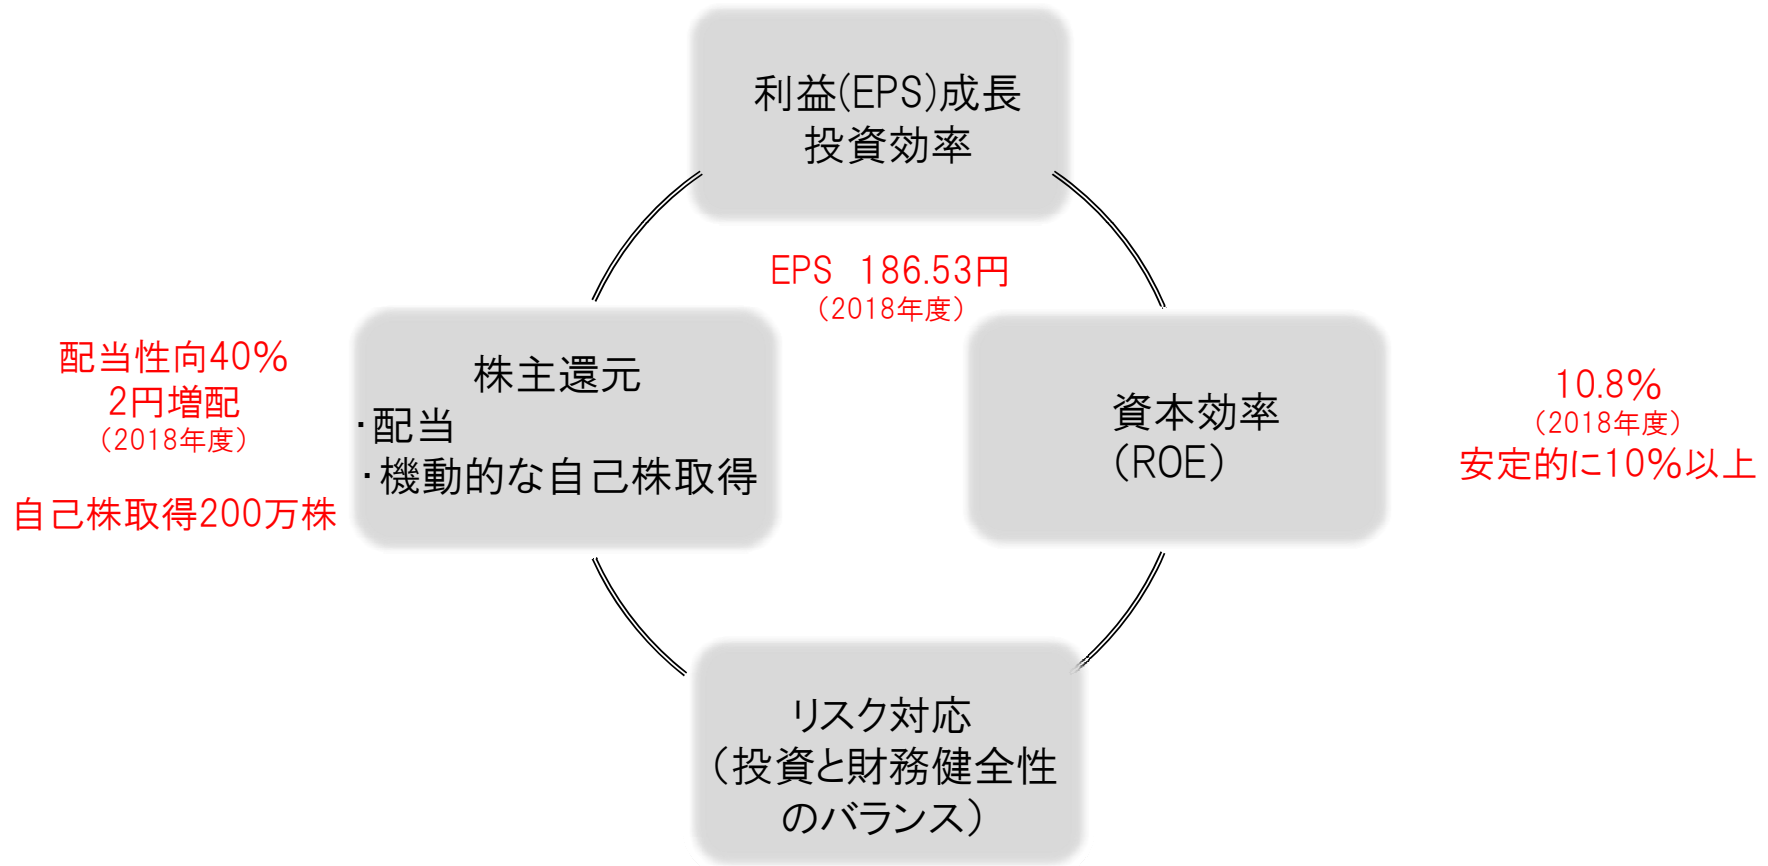 利益(EPS)成長
投資効率
EPS 186.53円
（2018年度）
配当性向40%
2円増配
（2018年度）
自己株取得200万株
株主還元
・配当
・機動的な自己株取得
資本効率
（ROE）
10.8%
（2018年度）
安定的に10%以上
リスク対応
（投資と財務健全性
のバランス）